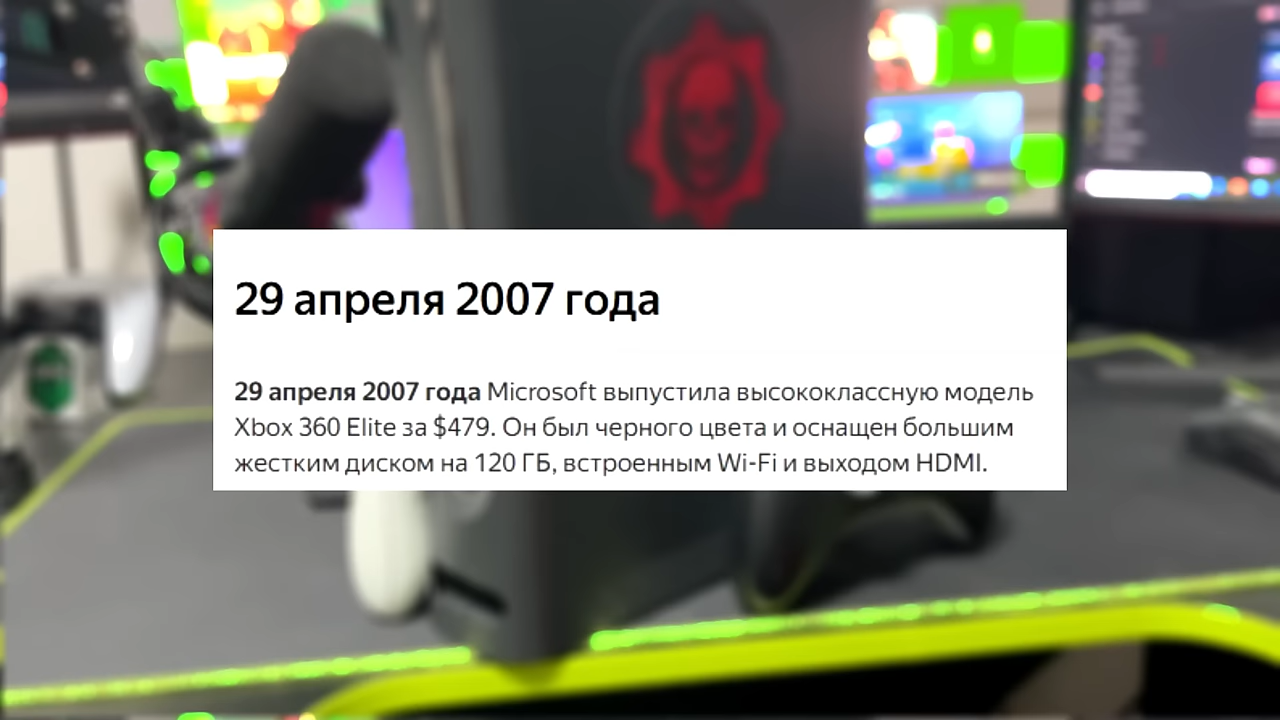 29 апреля 2007 года
29 апреля 2007 года Microsoft выпустила высококлассную модель
Xbox 360 Elite за $479. Он был черного цвета и оснащен большим
жестким диском на 120 ГБ, встроенным Wi-Fi и выходом HDMI.